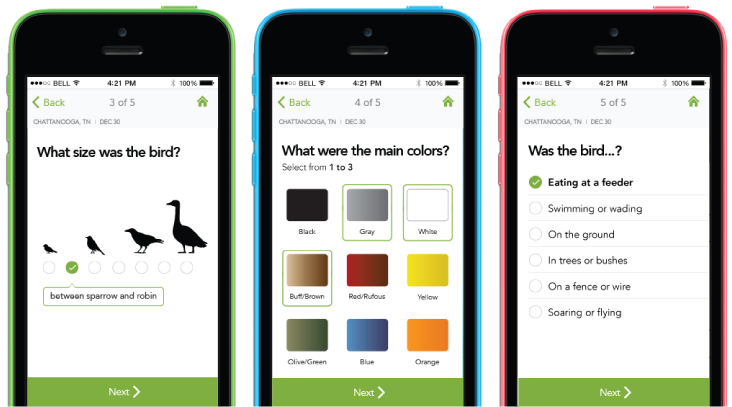 BELL 4:21 PM 100%
Back 3 of 5
CHATTANOOGA, TN | DEC 30
What size was the bird?
between sparrow and robin
Next
BELL 4:21 PM 100%
Back 4 of 5
CHATTANOOGA, TN | DEC 30
What were the main colors?
Select from 1 to 3
Black Gray White
Buff/Brown Red/Rufous Yellow
Olive/Green Blue Orange
Next
BELL 4:21 PM 100%
Back 5 of 5
CHATTANOOGA, TN | DEC 30
Was the bird...?
Eating at a feeder
Swimming or wading
On the ground
In trees or bushes
On a fence or wire
Soaring or flying
Next